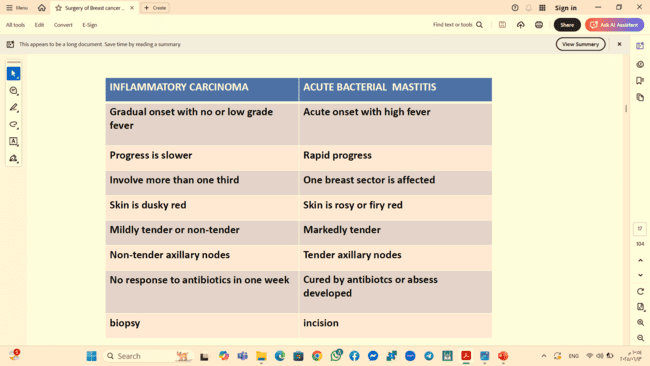 Menu
Surgery of Breast cancer ...
+ Create
Sign in
All tools Edit Convert E-Sign
Find text or tools
Share
Ask AI Assistant
This appears to be a long document. Save time by reading a summary.
View Summary
INFLAMMATORY CARCINOMA
ACUTE BACTERIAL MASTITIS
Gradual onset with no or low grade
fever
Acute onset with high fever
Progress is slower
Rapid progress
Involve more than one third
One breast sector is affected
Skin is dusky red
Skin is rosy or firy red
Mildly tender or non-tender
Markedly tender
Non-tender axillary nodes
Tender axillary nodes
No response to antibiotics in one week
Cured by antibiotcs or absess
developed
biopsy
incision
17
104
Search
ENG